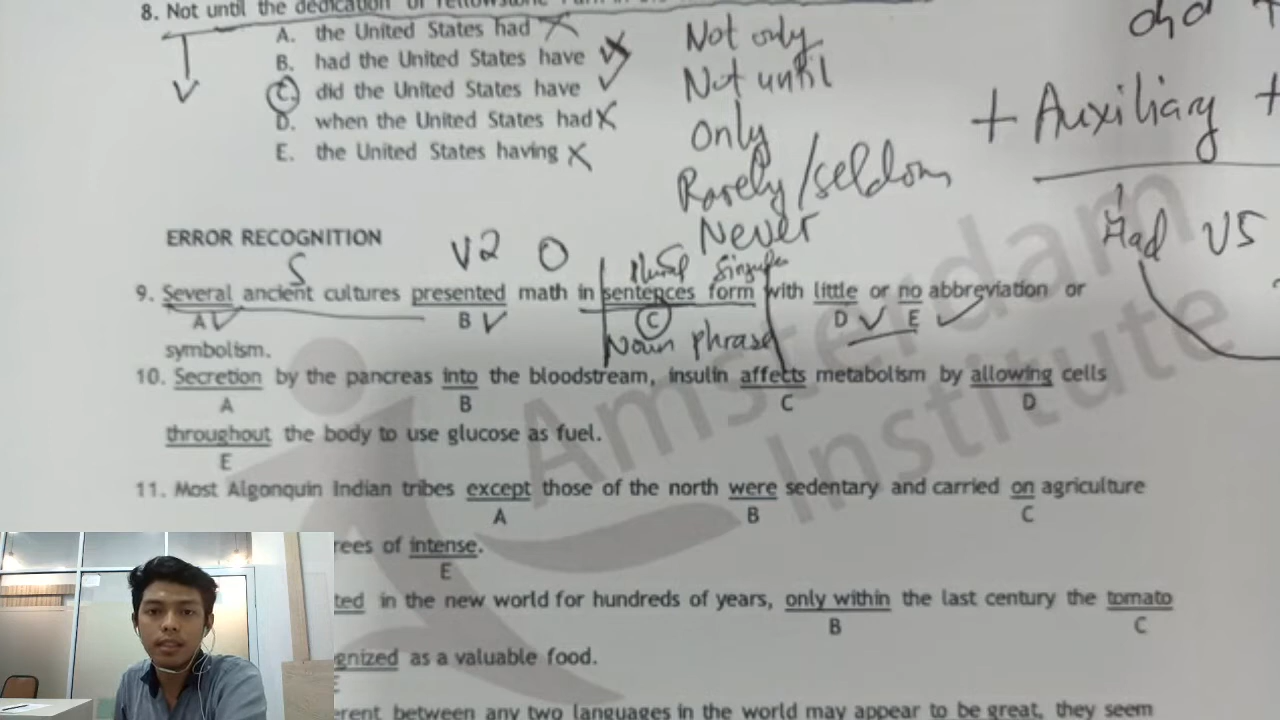 8. Not until the dedication of Yellowstone
A. the United States had
B. had the United States have
C. did the United States have
D. when the United States had
E. the United States having
Not only
Not until
Only
Rarely/seldom
Never
did +
+ Auxiliary +
Had VS
ERROR RECOGNITION
S V2 O Plural Singular
9. Several ancient cultures presented math in sentences form with little or no abbreviation or
A B C D E
Noun phrase
symbolism.
10. Secretion by the pancreas into the bloodstream, insulin affects metabolism by allowing cells
A B C D
throughout the body to use glucose as fuel.
E
11. Most Algonquin Indian tribes except those of the north were sedentary and carried on agriculture
A B C
rees of intense.
E
ted in the new world for hundreds of years, only within the last century the tomato
B C
gnized as a valuable food.
erent between any two languages in the world may appear to be great, they seem
Amsterdam
Institute